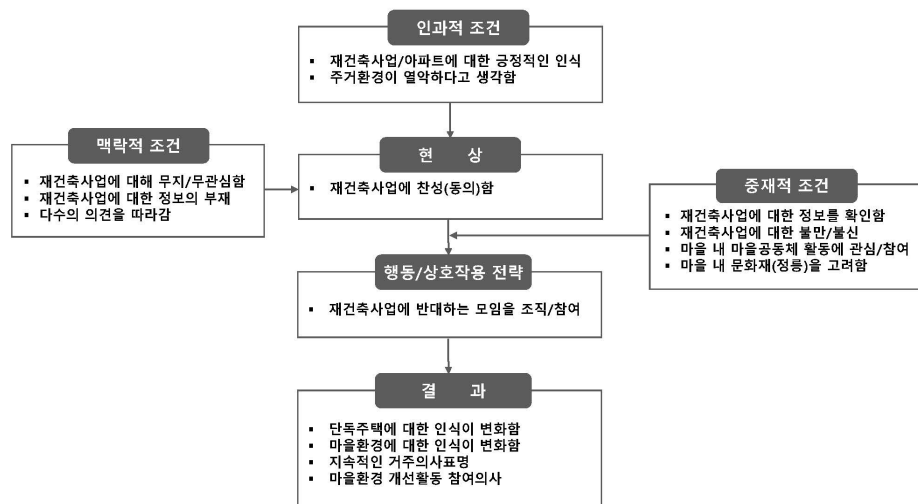 인과적 조건
▪ 재건축사업/아파트에 대한 긍정적인 인식
▪ 주거환경이 열악하다고 생각함
맥락적 조건
▪ 재건축사업에 대해 무지/무관심함
▪ 재건축사업에 대한 정보의 부재
▪ 다수의 의견을 따라감
현 상
▪ 재건축사업에 찬성(동의)함
중재적 조건
▪ 재건축사업에 대한 정보를 확인함
▪ 재건축사업에 대한 불만/불신
▪ 마을 내 마을공동체 활동에 관심/참여
▪ 마을 내 문화재(정릉)을 고려함
행동/상호작용 전략
▪ 재건축사업에 반대하는 모임을 조직/참여
결 과
▪ 단독주택에 대한 인식이 변화함
▪ 마을환경에 대한 인식이 변화함
▪ 지속적인 거주의사표명
▪ 마을환경 개선활동 참여의사